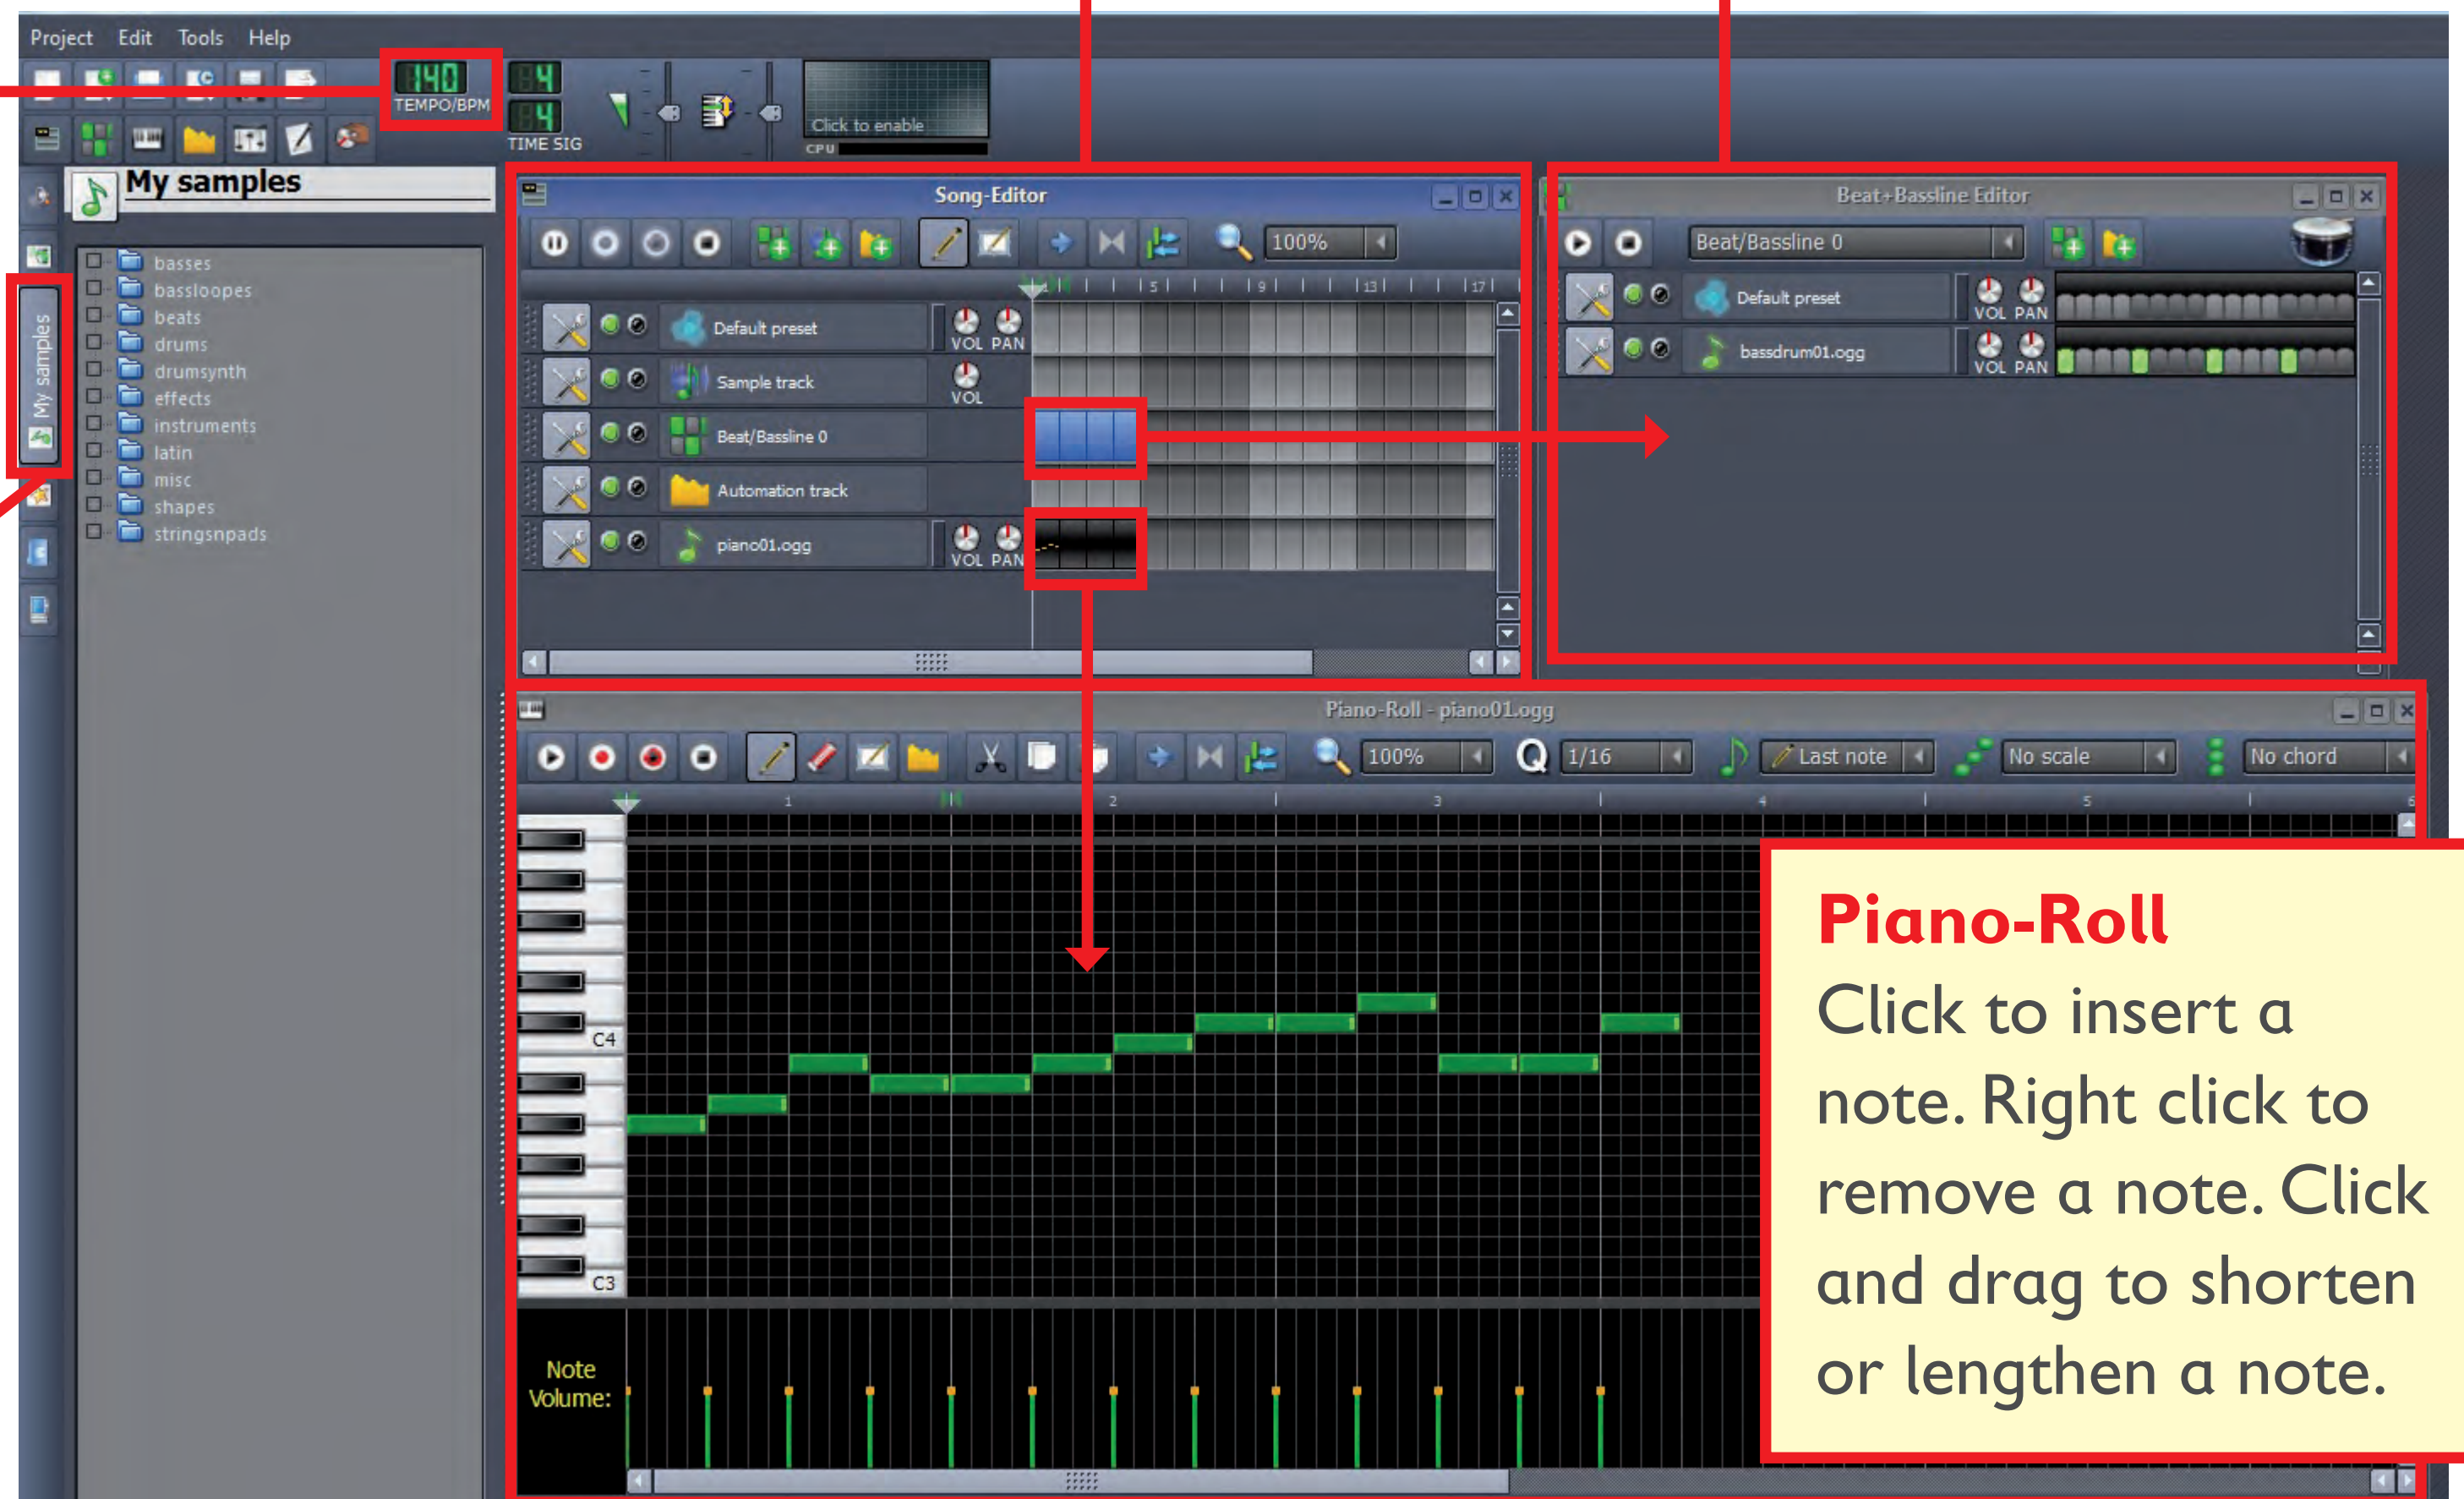 Project Edit Tools Help
140
TEMPO/BPM
4
4
TIME SIG
Click to enable
CPU
My samples
My samples
basses
bassloopes
beats
drums
drumsynth
effects
instruments
latin
misc
shapes
stringsnpads
Song-Editor
100%
1 5 9 13 17
Default preset VOL PAN
Sample track VOL
Beat/Bassline 0
Automation track
piano01.ogg VOL PAN
Beat+Bassline Editor
Beat/Bassline 0
Default preset VOL PAN
bassdrum01.ogg VOL PAN
Piano-Roll - piano01.ogg
100% Q 1/16 Last note No scale No chord
1 2 3 4 5 6
C4
C3
Note
Volume:
Piano-Roll
Click to insert a
note. Right click to
remove a note. Click
and drag to shorten
or lengthen a note.